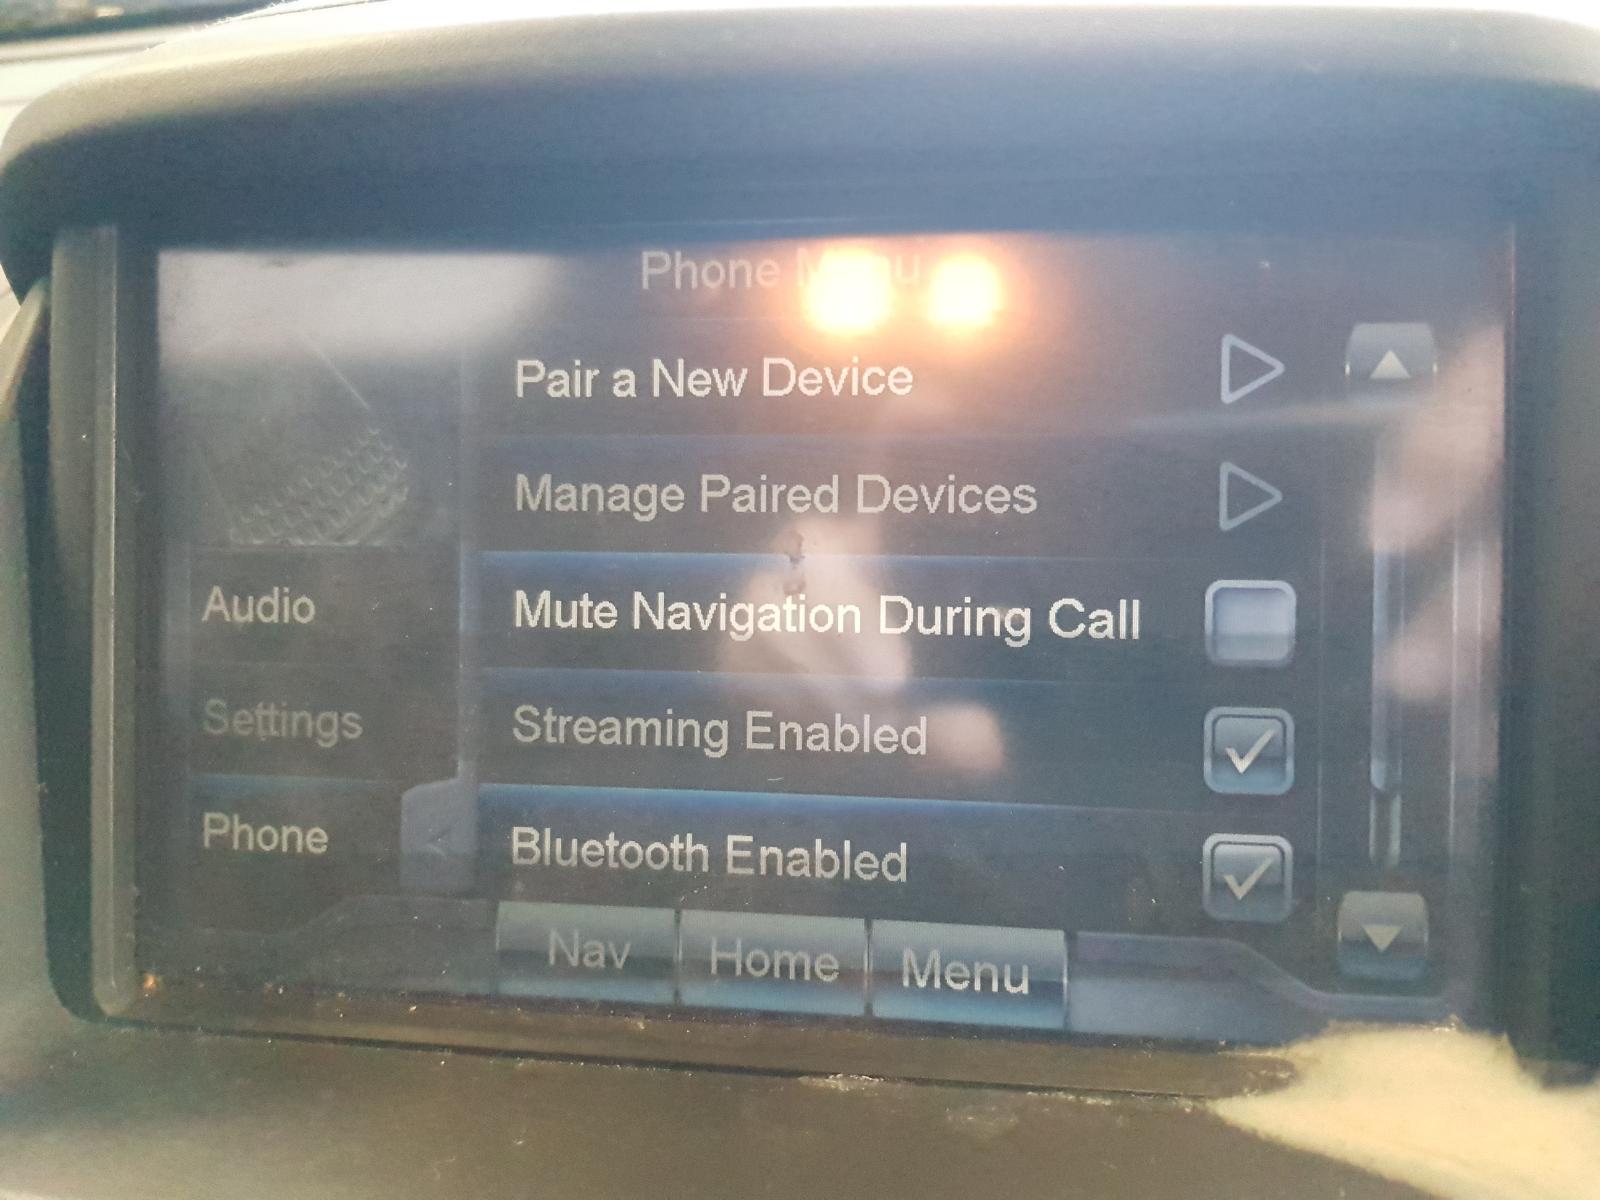 Phone Menu
Pair a New Device
Manage Paired Devices
Mute Navigation During Call
Streaming Enabled
Bluetooth Enabled
Audio
Settings
Phone
Nav
Home
Menu